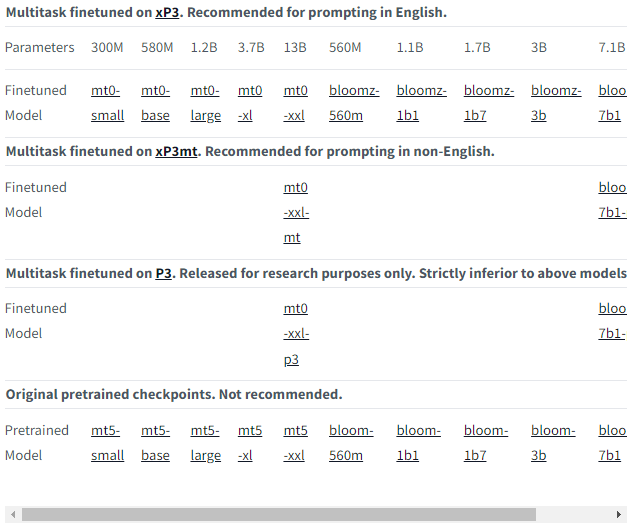 Multitask finetuned on xP3. Recommended for prompting in English.
Parameters 300M 580M 1.2B 3.7B 13B 560M 1.1B 1.7B 3B 7.1B
Finetuned mt0- mt0- mt0- mt0 mt0 bloomz- bloomz- bloomz- bloomz- bloo
Model small base large -xl -xxl 560m 1b1 1b7 3b 7b1
Multitask finetuned on xP3mt. Recommended for prompting in non-English.
Finetuned mt0 bloo
Model -xxl- 7b1-
mt
Multitask finetuned on P3. Released for research purposes only. Strictly inferior to above models
Finetuned mt0 bloo
Model -xxl- 7b1-
p3
Original pretrained checkpoints. Not recommended.
Pretrained mt5- mt5- mt5- mt5 mt5 bloom- bloom- bloom- bloom- bloo
Model small base large -xl -xxl 560m 1b1 1b7 3b 7b1